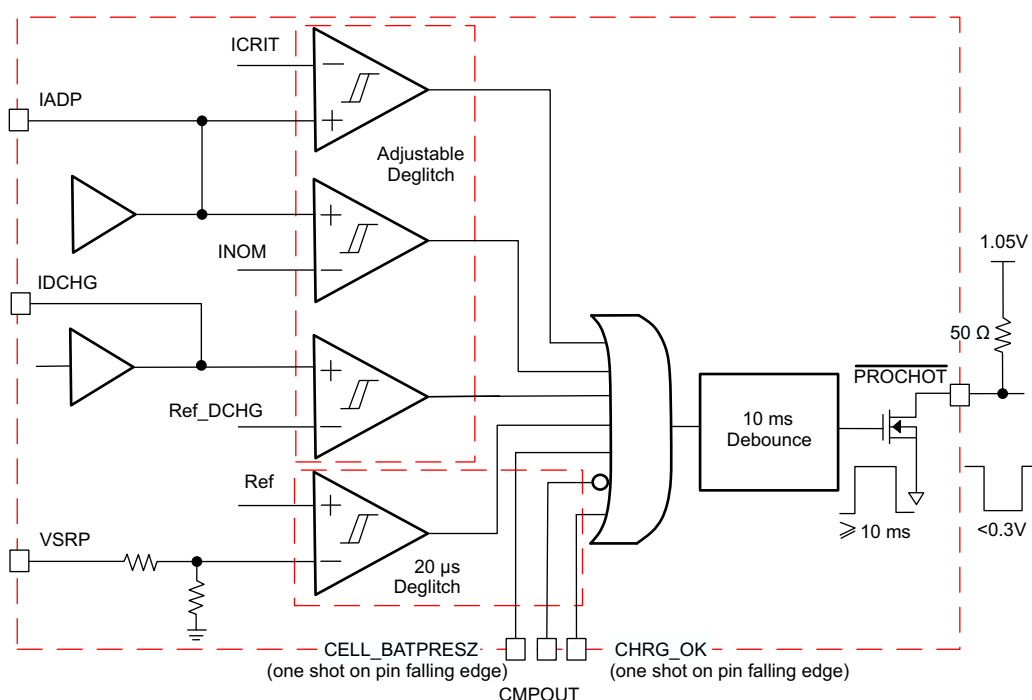 ICRIT
IADP
Adjustable
Deglitch
INOM
1.05V
IDCHG
50 Ω
PROCHOT
Ref_DCHG
10 ms
Debounce
Ref
⩾ 10 ms
<0.3V
VSRP
20 µs
Deglitch
CELL_BATPRESZ
(one shot on pin falling edge)
CHRG_OK
(one shot on pin falling edge)
CMPOUT